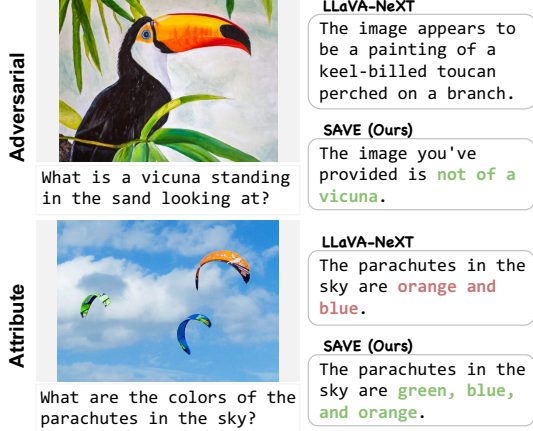 Adversarial
What is a vicuna standing
in the sand looking at?
LLaVA-NeXT
The image appears to
be a painting of a
keel-billed toucan
perched on a branch.
SAVE (Ours)
The image you've
provided is not of a
vicuna.
Attribute
What are the colors of the
parachutes in the sky?
LLaVA-NeXT
The parachutes in the
sky are orange and
blue.
SAVE (Ours)
The parachutes in the
sky are green, blue,
and orange.